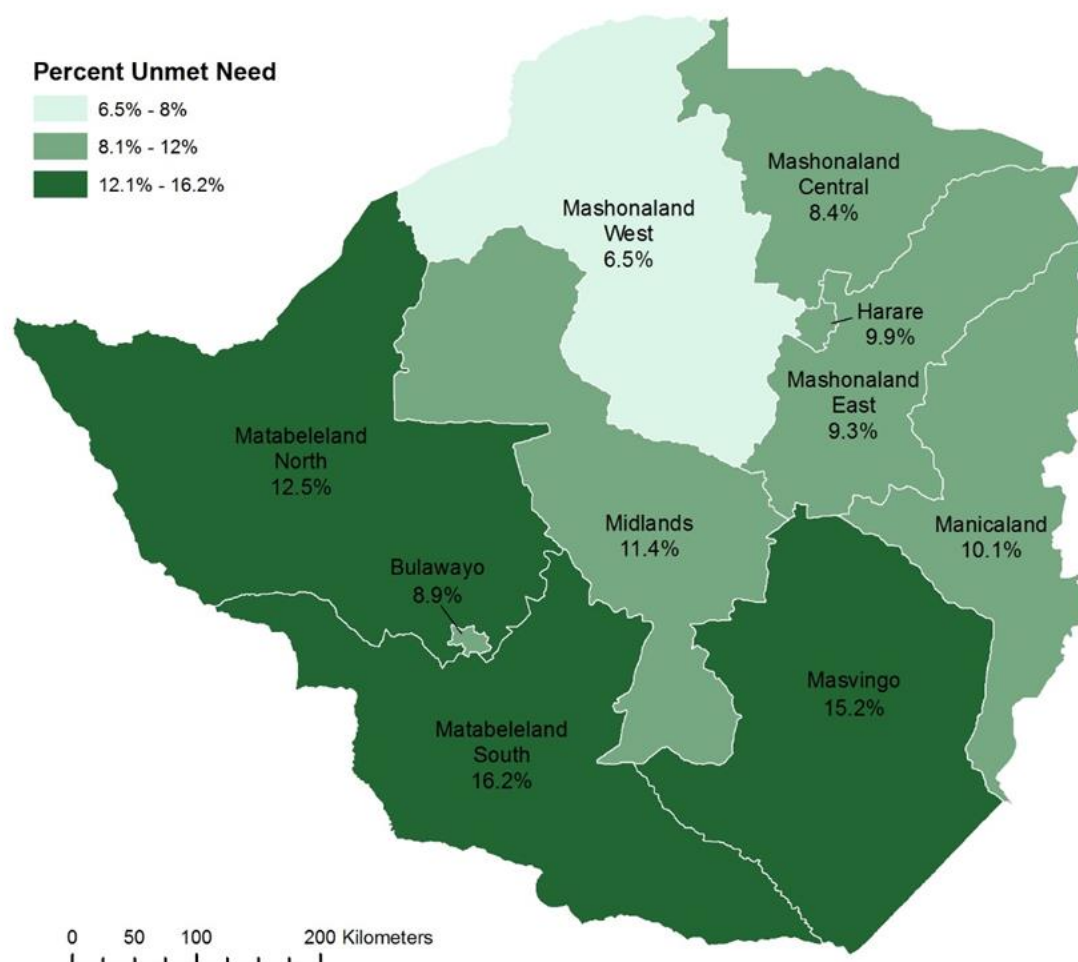 Percent Unmet Need
6.5% - 8%
8.1% - 12%
12.1% - 16.2%
Mashonaland
Central
8.4%
Mashonaland
West
6.5%
Harare
9.9%
Mashonaland
East
9.3%
Matabeleland
North
12.5%
Midlands
11.4%
Manicaland
10.1%
Bulawayo
8.9%
Masvingo
15.2%
Matabeleland
South
16.2%
0 50 100 200 Kilometers